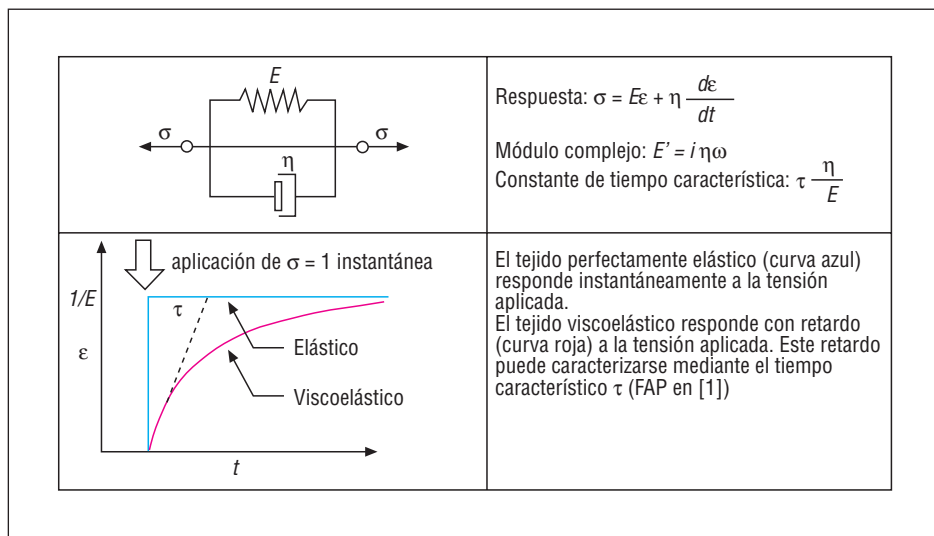 E
σ
σ
η
Respuesta: σ = Eε + η dε/dt
Módulo complejo: E' = i ηω
Constante de tiempo característica: τ η/E
aplicación de σ = 1 instantánea
1/E
τ
ε
Elástico
Viscoelástico
t
El tejido perfectamente elástico (curva azul)
responde instantáneamente a la tensión
aplicada.
El tejido viscoelástico responde con retardo
(curva roja) a la tensión aplicada. Este retardo
puede caracterizarse mediante el tiempo
característico τ (FAP en [1])